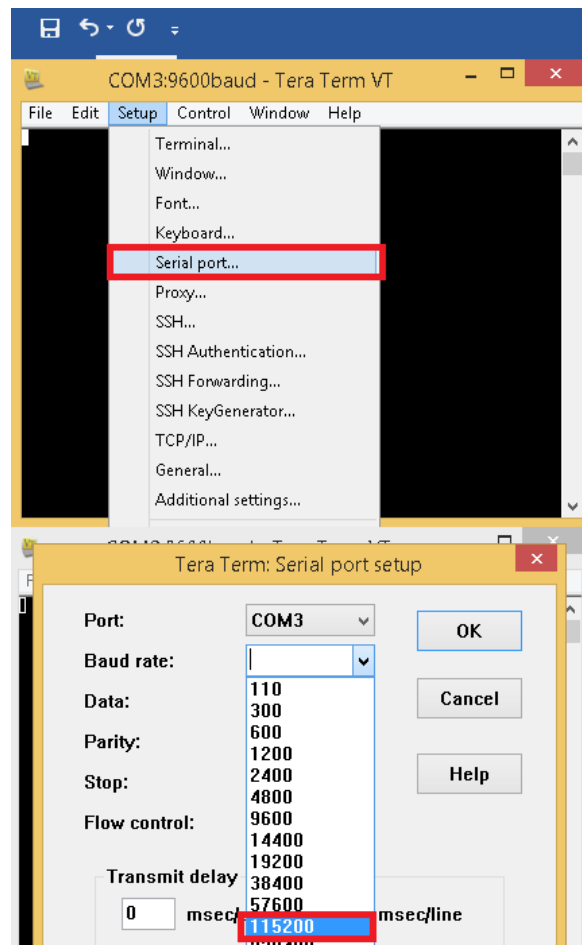 COM3:9600baud - Tera Term VT
File Edit Setup Control Window Help
Terminal...
Window...
Font...
Keyboard...
Serial port...
Proxy...
SSH...
SSH Authentication...
SSH Forwarding...
SSH KeyGenerator...
TCP/IP...
General...
Additional settings...
Tera Term: Serial port setup
Port: COM3 OK
Baud rate:
110
Data: Cancel
300
600
Parity:
1200
Stop: 2400 Help
4800
Flow control: 9600
14400
19200
Transmit delay 38400
57600
0 msec/ msec/line
115200